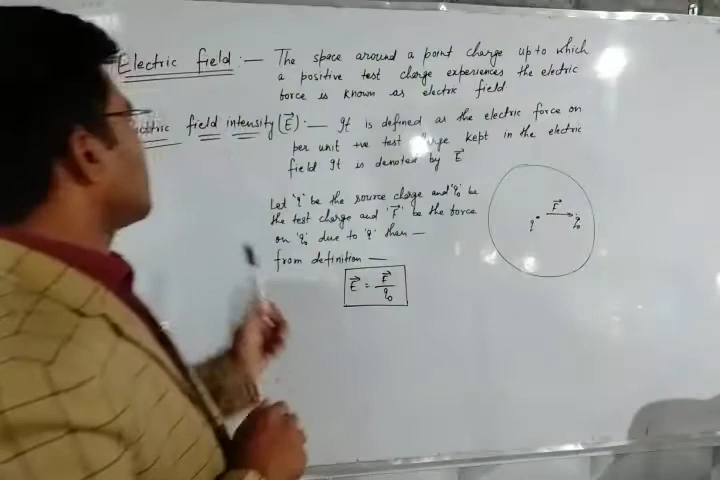 Electric field :— The space around a point charge up to which
a positive test charge experiences the electric
force is known as electric field
field intensity (E⃗) :— It is defined as the electric force on
per unit +ve test kept in the electric
field It is denoted by E⃗
Let 'q' be the source charge and 'q₀' be
the test charge and 'F⃗' be the force
on 'q₀' due to 'q' than —
from definition —
E⃗ = F⃗/q₀
F⃗
q q₀